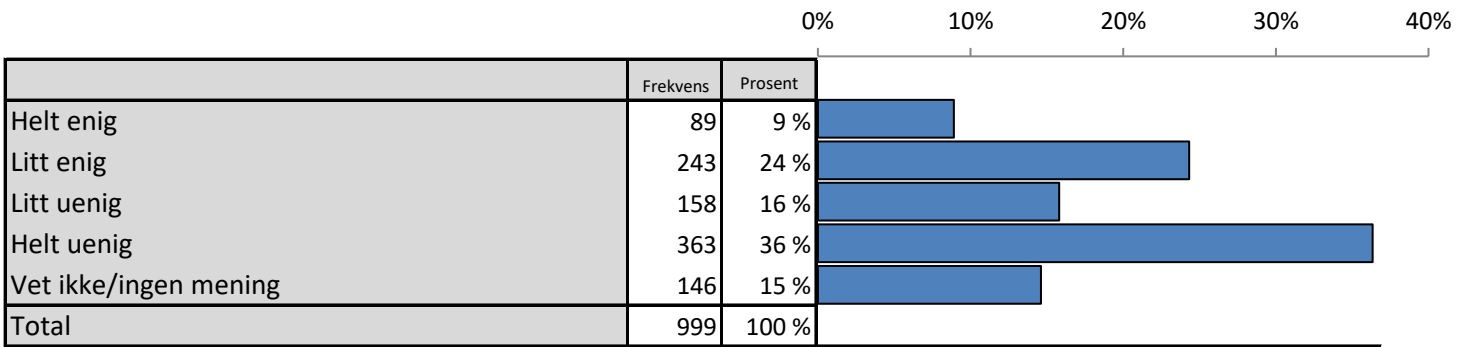 0% 10% 20% 30% 40%
Frekvens Prosent
Helt enig 89 9 %
Litt enig 243 24 %
Litt uenig 158 16 %
Helt uenig 363 36 %
Vet ikke/ingen mening 146 15 %
Total 999 100 %